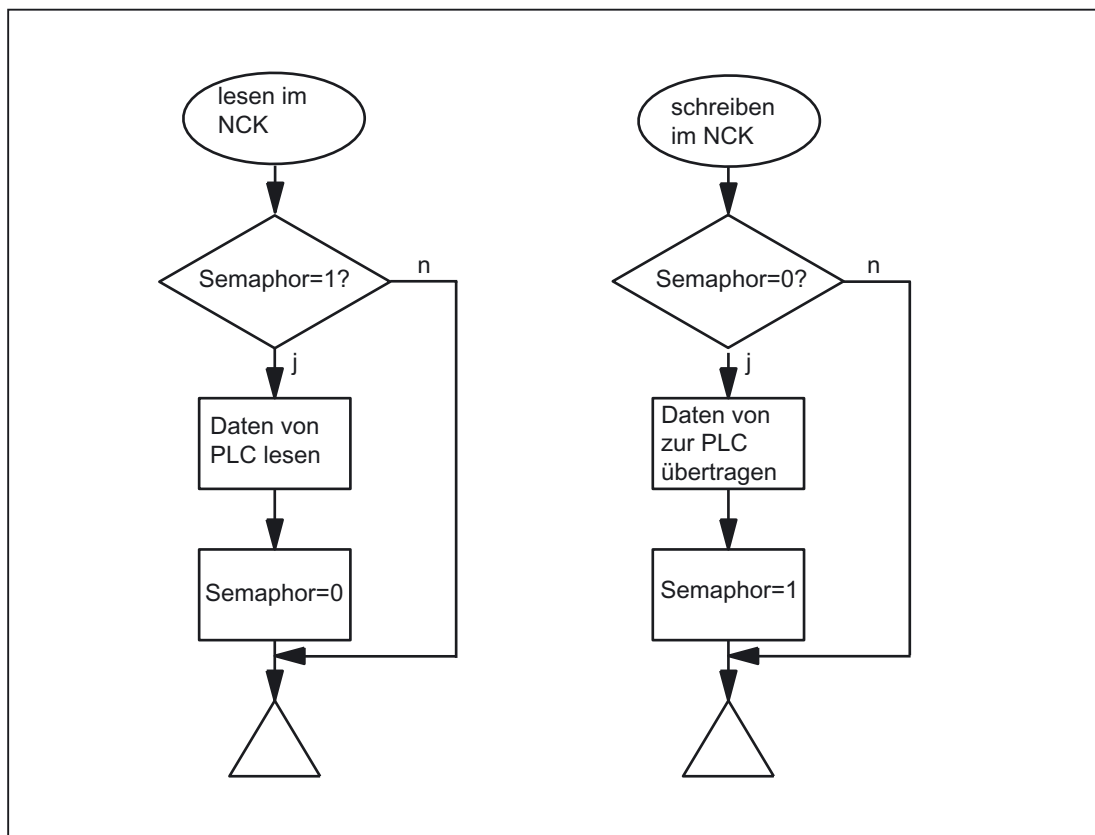 lesen im
NCK
Semaphor=1?
n
j
Daten von
PLC lesen
Semaphor=0
schreiben
im NCK
Semaphor=0?
n
j
Daten von
zur PLC
übertragen
Semaphor=1